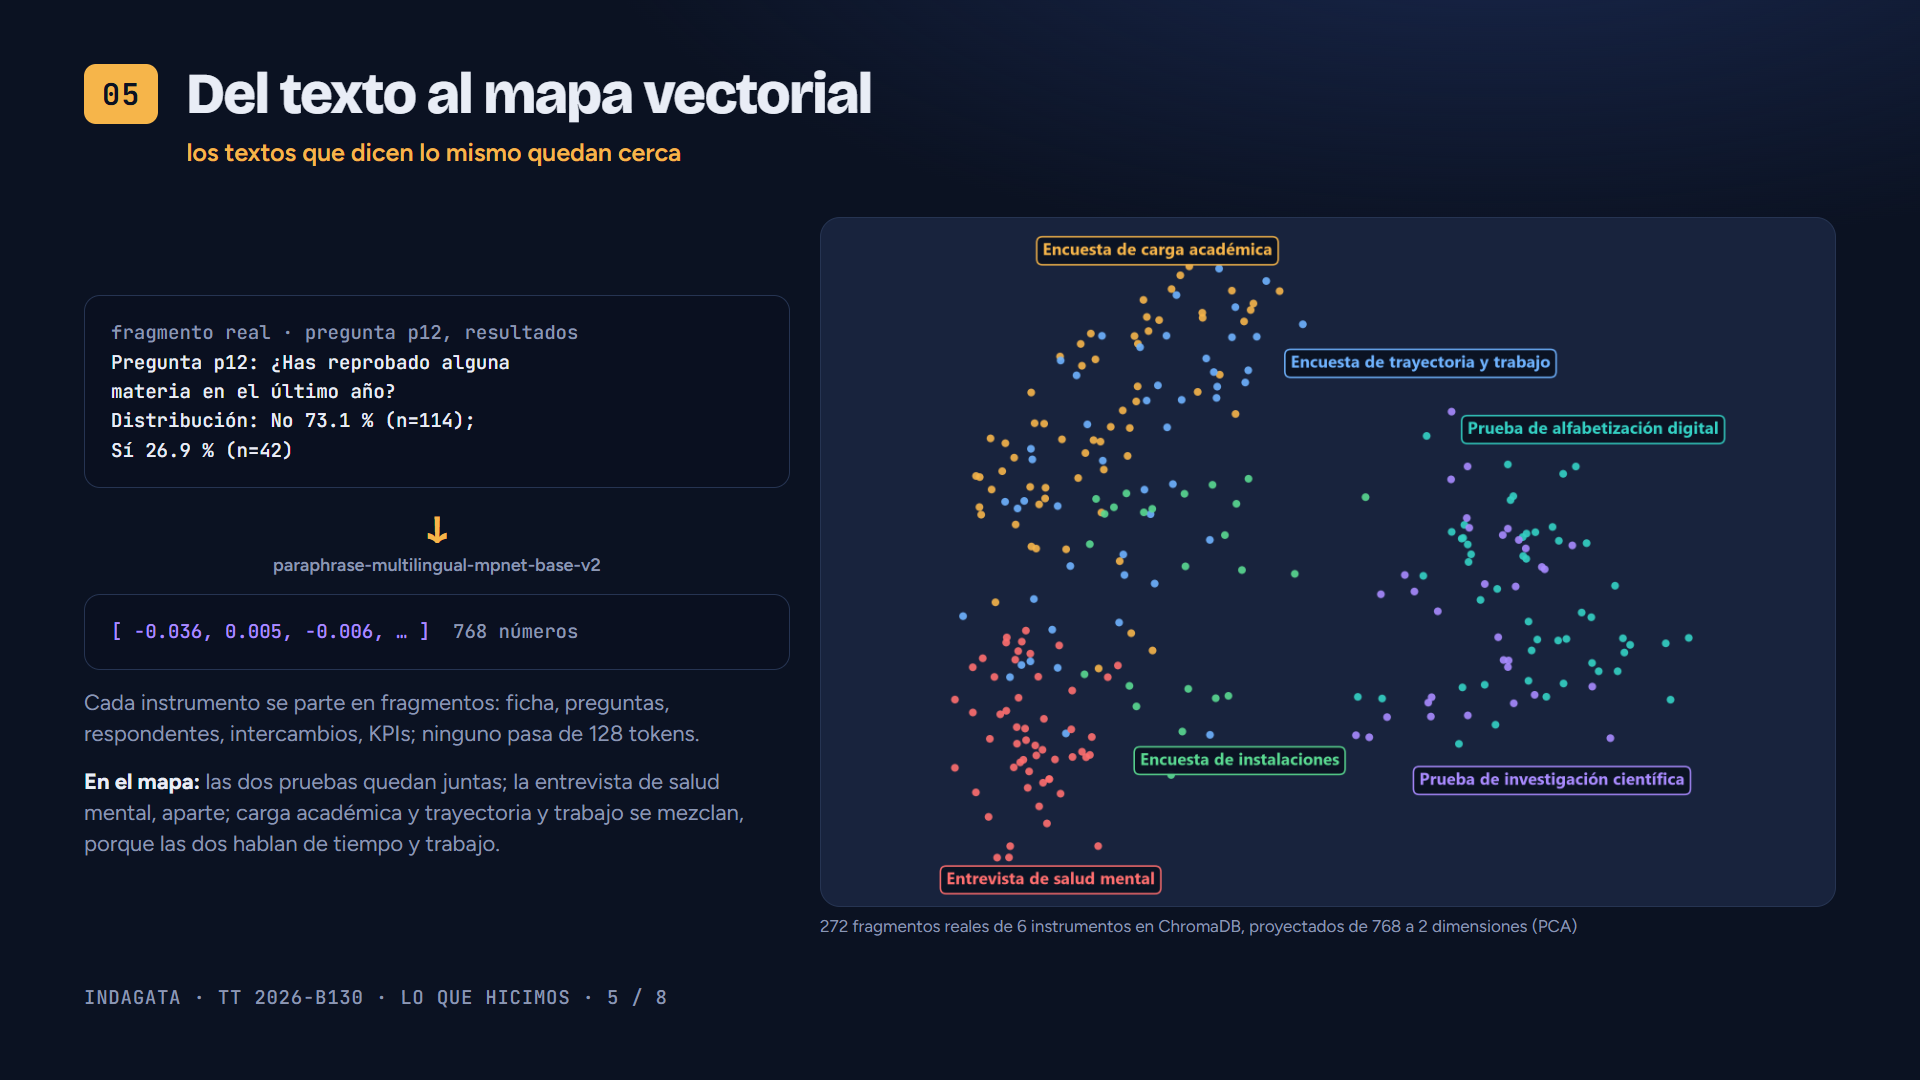 05
Del texto al mapa vectorial
los textos que dicen lo mismo quedan cerca
fragmento real · pregunta p12, resultados
Pregunta p12: ¿Has reprobado alguna
materia en el último año?
Distribución: No 73.1 % (n=114);
Sí 26.9 % (n=42)
↓
paraphrase-multilingual-mpnet-base-v2
[ -0.036, 0.005, -0.006, … ] 768 números
Cada instrumento se parte en fragmentos: ficha, preguntas,
respondentes, intercambios, KPIs; ninguno pasa de 128 tokens.
En el mapa: las dos pruebas quedan juntas; la entrevista de salud
mental, aparte; carga académica y trayectoria y trabajo se mezclan,
porque las dos hablan de tiempo y trabajo.
Encuesta de carga académica
Encuesta de trayectoria y trabajo
Prueba de alfabetización digital
Encuesta de instalaciones
Prueba de investigación científica
Entrevista de salud mental
272 fragmentos reales de 6 instrumentos en ChromaDB, proyectados de 768 a 2 dimensiones (PCA)
INDAGATA · TT 2026-B130 · LO QUE HICIMOS · 5 / 8